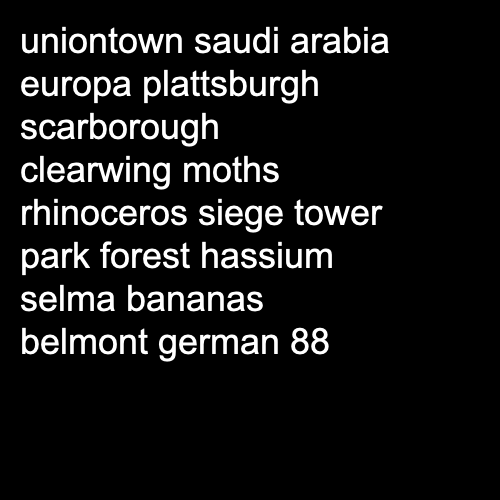 uniontown saudi arabia
europa plattsburgh
scarborough
clearwing moths
rhinoceros siege tower
park forest hassium
selma bananas
belmont german 88